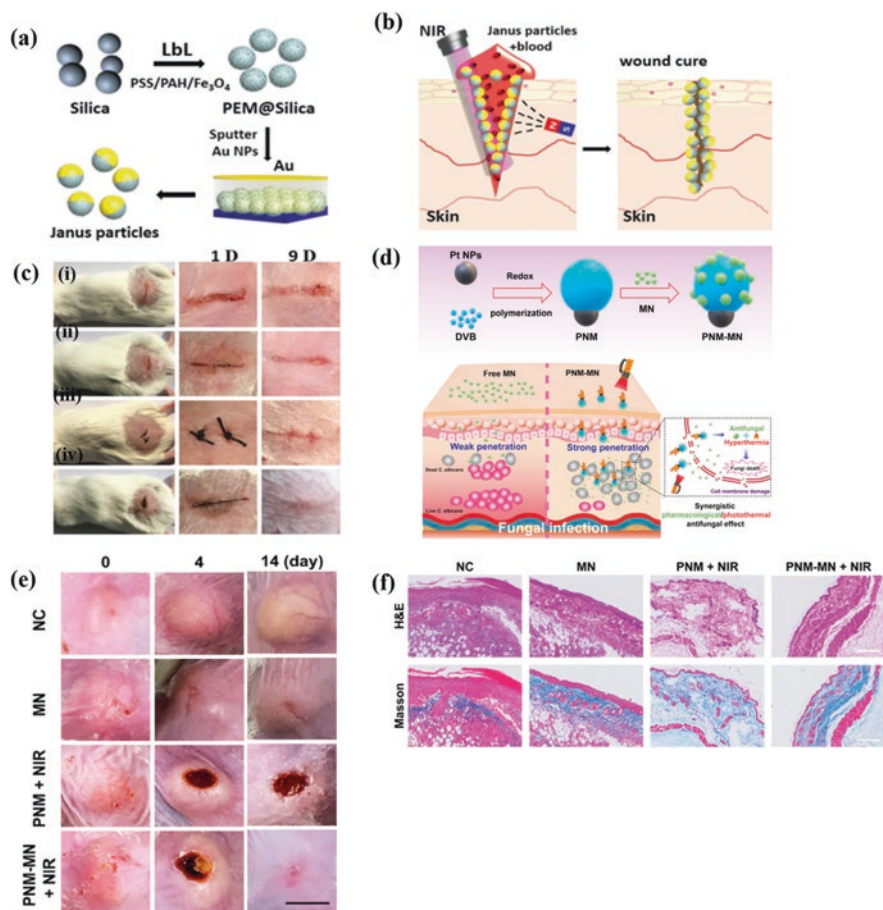 (a)
LbL
PSS/PAH/Fe₃O₄
Silica
PEM@Silica
Sputter
Au NPs
Au
Janus particles
(b)
NIR
Janus particles
+blood
wound cure
N
S
Skin
Skin
(c)
1 D
9 D
(i)
(ii)
(iii)
(iv)
(d)
Pt NPs
Redox
polymerization
MN
DVB
PNM
PNM-MN
Free MN
PNM-MN
Weak penetration
Strong penetration
Dead C. albicans
Live C. albicans
Fungal infection
Antifungal
Hyperthermia
Fungi death
Cell membrane damage
Synergistic
pharmacological/photothermal
antifungal effect
(e)
0
4
14 (day)
NC
MN
PNM + NIR
PNM-MN
+ NIR
(f)
NC
MN
PNM + NIR
PNM-MN + NIR
H&E
Masson